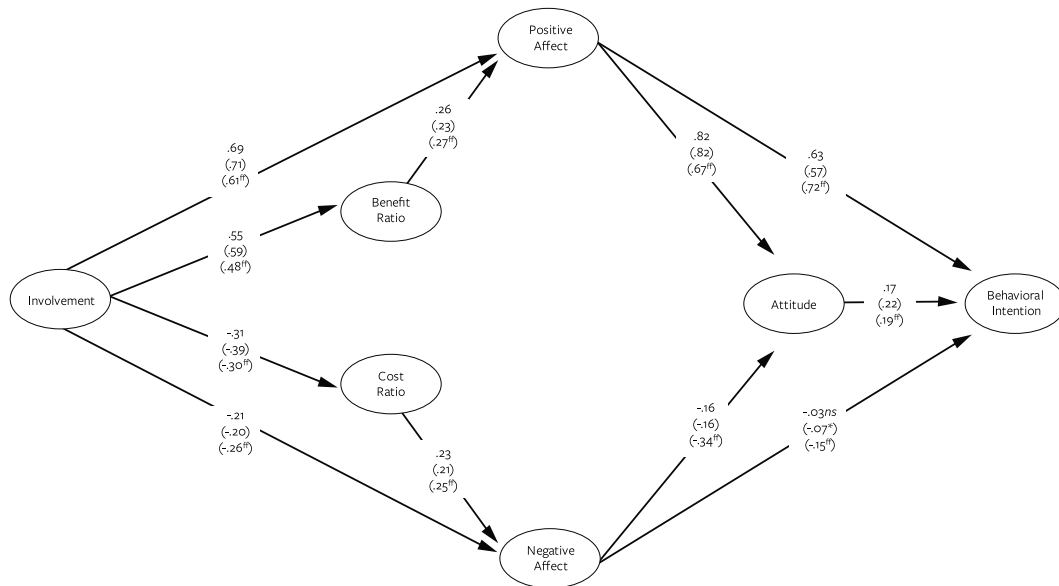 Positive
Affect
.26
(.23)
(.27ff)
.69
(.71)
(.61ff)
.82
(.82)
(.67ff)
.63
(.57)
(.72ff)
Benefit
Ratio
.55
(.59)
(.48ff)
Involvement
Attitude
.17
(.22)
(.19ff)
Behavioral
Intention
-.31
(-.39)
(-.30ff)
Cost
Ratio
-.21
(-.20)
(-.26ff)
.23
(.21)
(.25ff)
-.16
(-.16)
(-.34ff)
-.03ns
(-.07*)
(-.15ff)
Negative
Affect